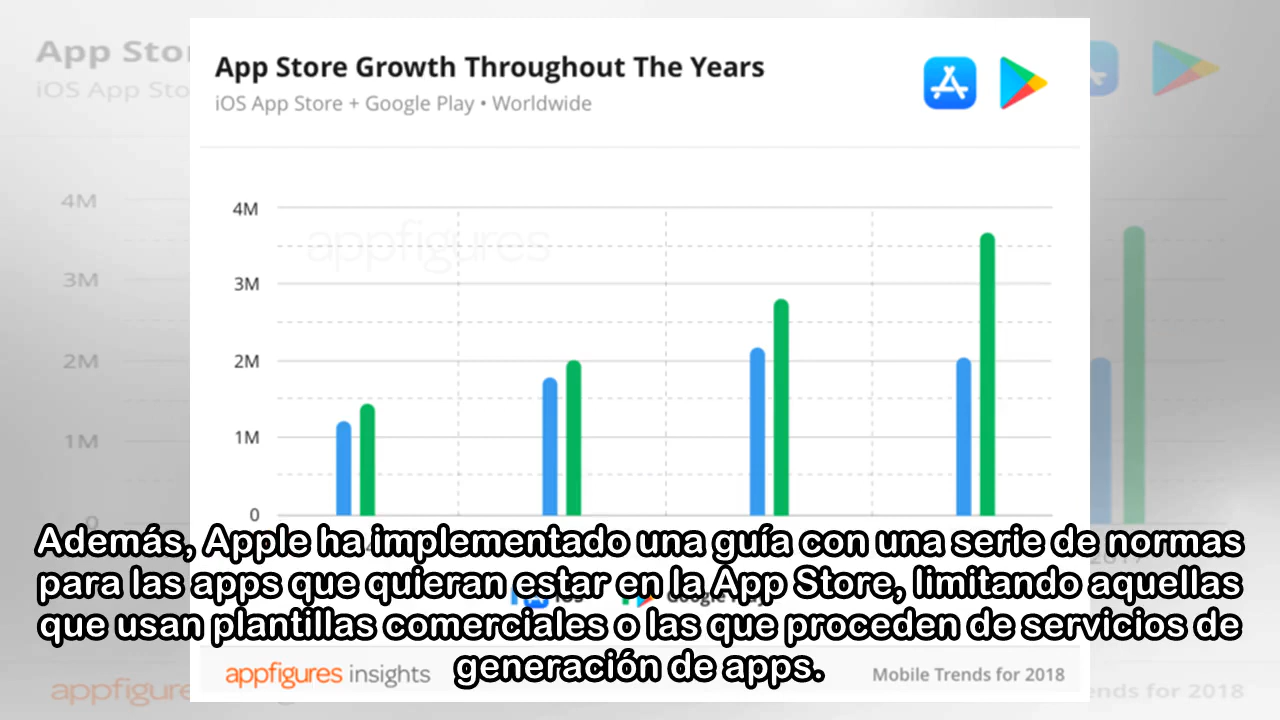 App Store Growth Throughout The Years
iOS App Store + Google Play • Worldwide
appfigures
4M
3M
2M
1M
0
Además, Apple ha implementado una guía con una serie de normas
para las apps que quieran estar en la App Store, limitando aquellas
que usan plantillas comerciales o las que proceden de servicios de
generación de apps.
appfigures insights
Mobile Trends for 2018